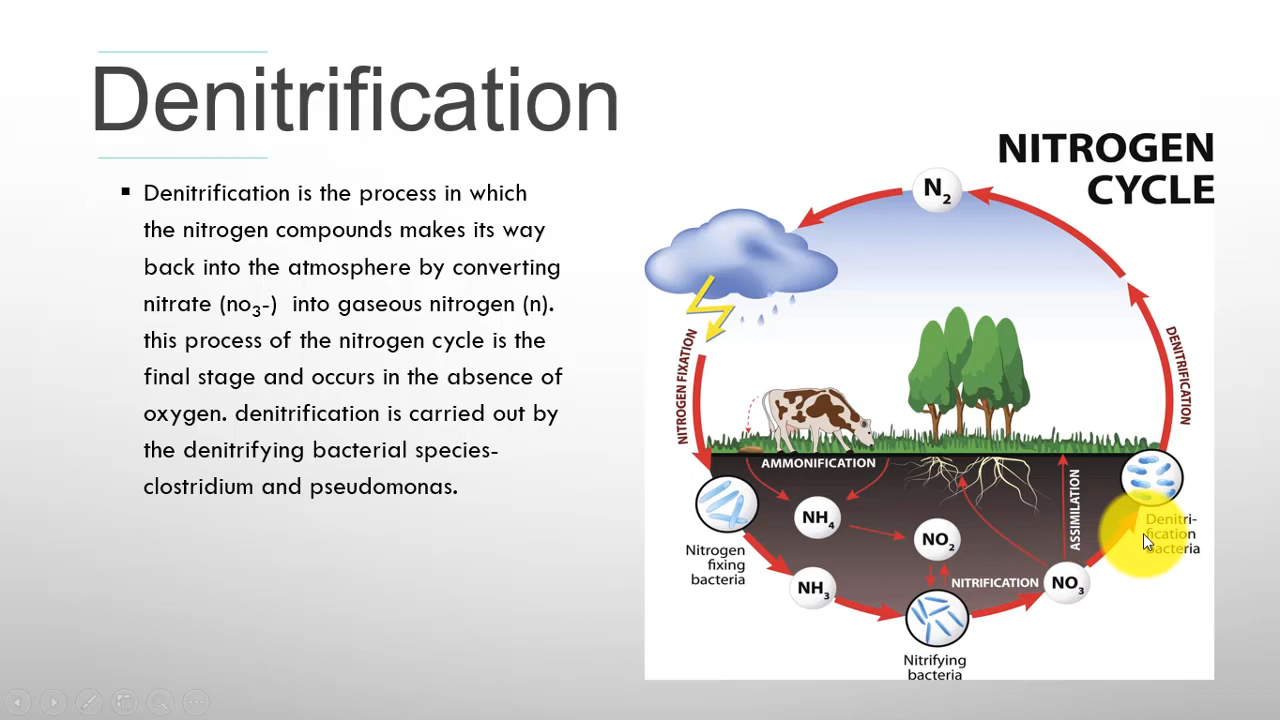 Denitrification
▪ Denitrification is the process in which
the nitrogen compounds makes its way
back into the atmosphere by converting
nitrate (no₃-) into gaseous nitrogen (n).
this process of the nitrogen cycle is the
final stage and occurs in the absence of
oxygen. denitrification is carried out by
the denitrifying bacterial species-
clostridium and pseudomonas.
NITROGEN
CYCLE
N₂
NITROGEN FIXATION
DENITRIFICATION
AMMONIFICATION
NH₄
NO₂
ASSIMILATION
Nitrogen
fixing
bacteria
NH₃
NITRIFICATION
NO₃
Denitri-
fication
bacteria
Nitrifying
bacteria